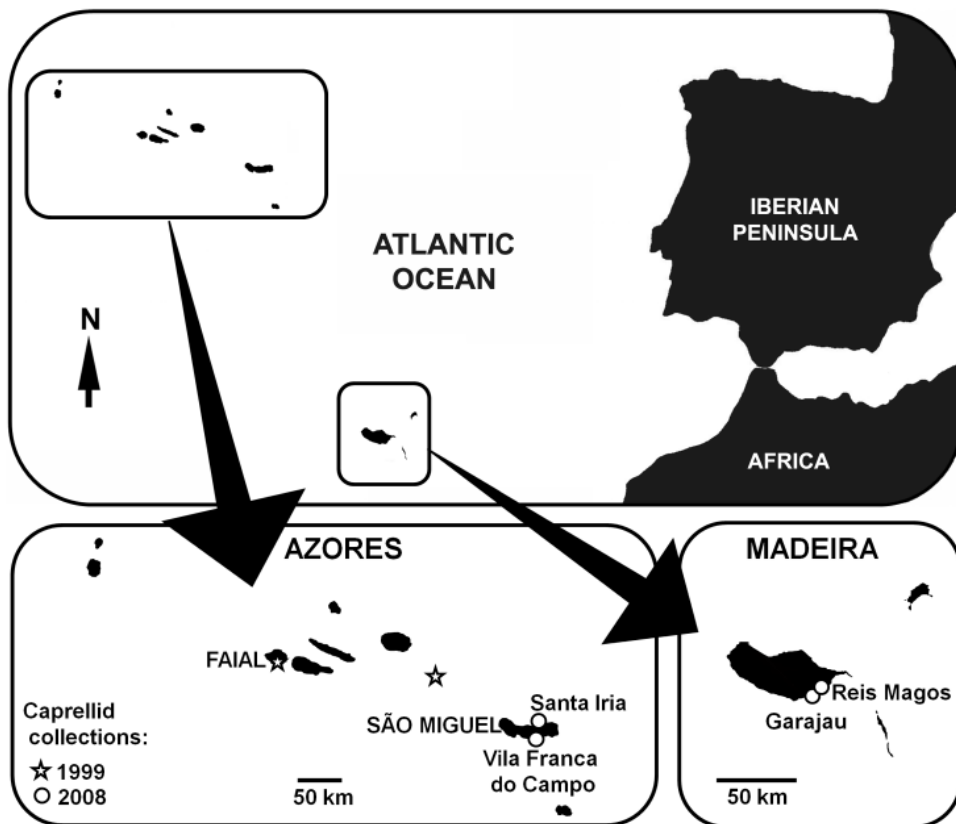 IBERIAN
PENINSULA
ATLANTIC
OCEAN
N
AFRICA
AZORES
MADEIRA
FAIAL
Santa Iria
SÃO MIGUEL
Vila Franca
do Campo
Reis Magos
Garajau
Caprellid
collections:
1999
2008
50 km
50 km